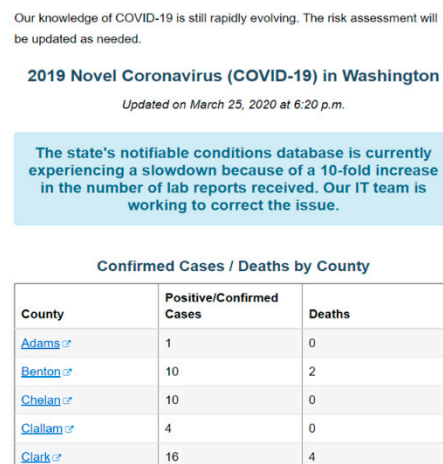 Our knowledge of COVID-19 is still rapidly evolving. The risk assessment will
be updated as needed.
2019 Novel Coronavirus (COVID-19) in Washington
Updated on March 25, 2020 at 6:20 p.m.
The state's notifiable conditions database is currently
experiencing a slowdown because of a 10-fold increase
in the number of lab reports received. Our IT team is
working to correct the issue.
Confirmed Cases / Deaths by County
Positive/Confirmed
County Cases Deaths
Adams 1 0
Benton 10 2
Chelan 10 0
Clallam 4 0
Clark 16 4